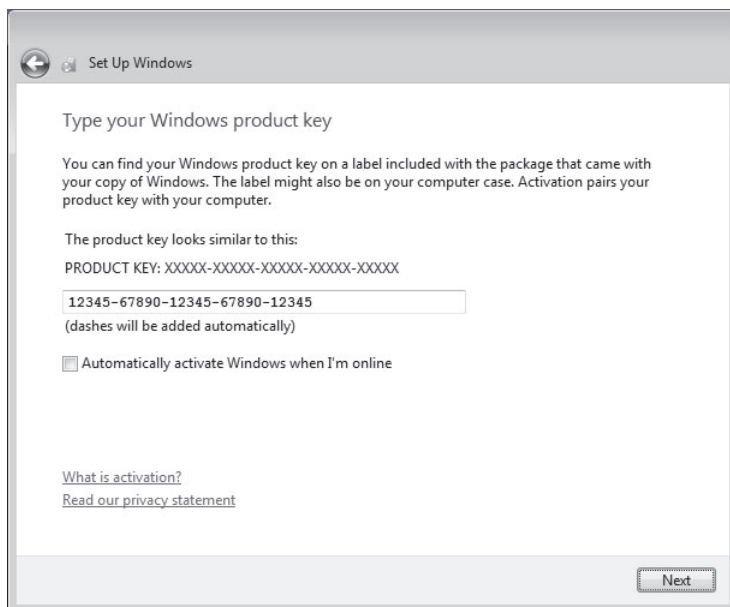 Set Up Windows
Type your Windows product key
You can find your Windows product key on a label included with the package that came with
your copy of Windows. The label might also be on your computer case. Activation pairs your
product key with your computer.
The product key looks similar to this:
PRODUCT KEY: XXXXX-XXXXX-XXXXX-XXXXX-XXXXX
12345-67890-12345-67890-12345
(dashes will be added automatically)
Automatically activate Windows when I'm online
What is activation?
Read our privacy statement
Next